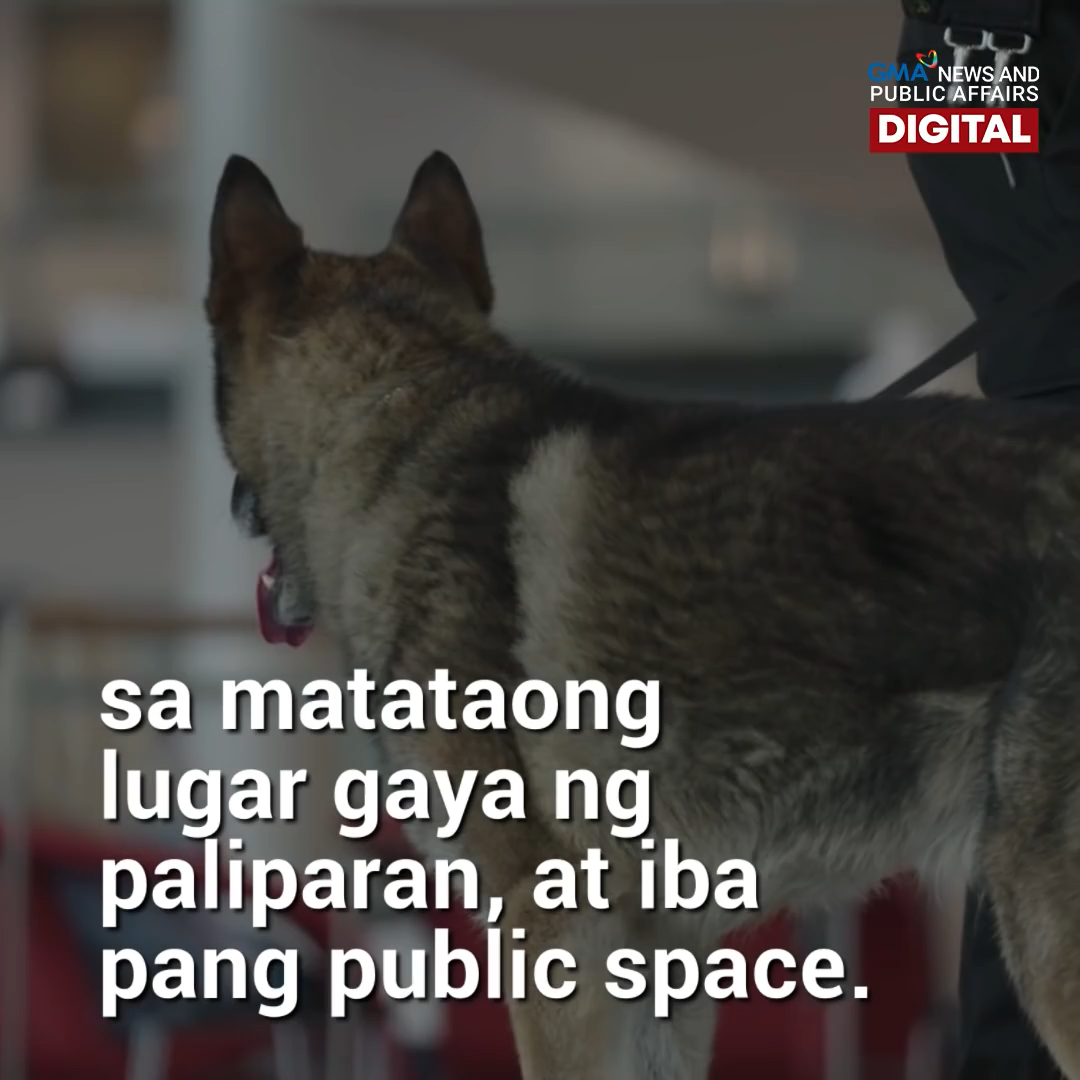 GMA NEWS AND
PUBLIC AFFAIRS
DIGITAL
sa matataong
lugar gaya ng
paliparan, at iba
pang public space.